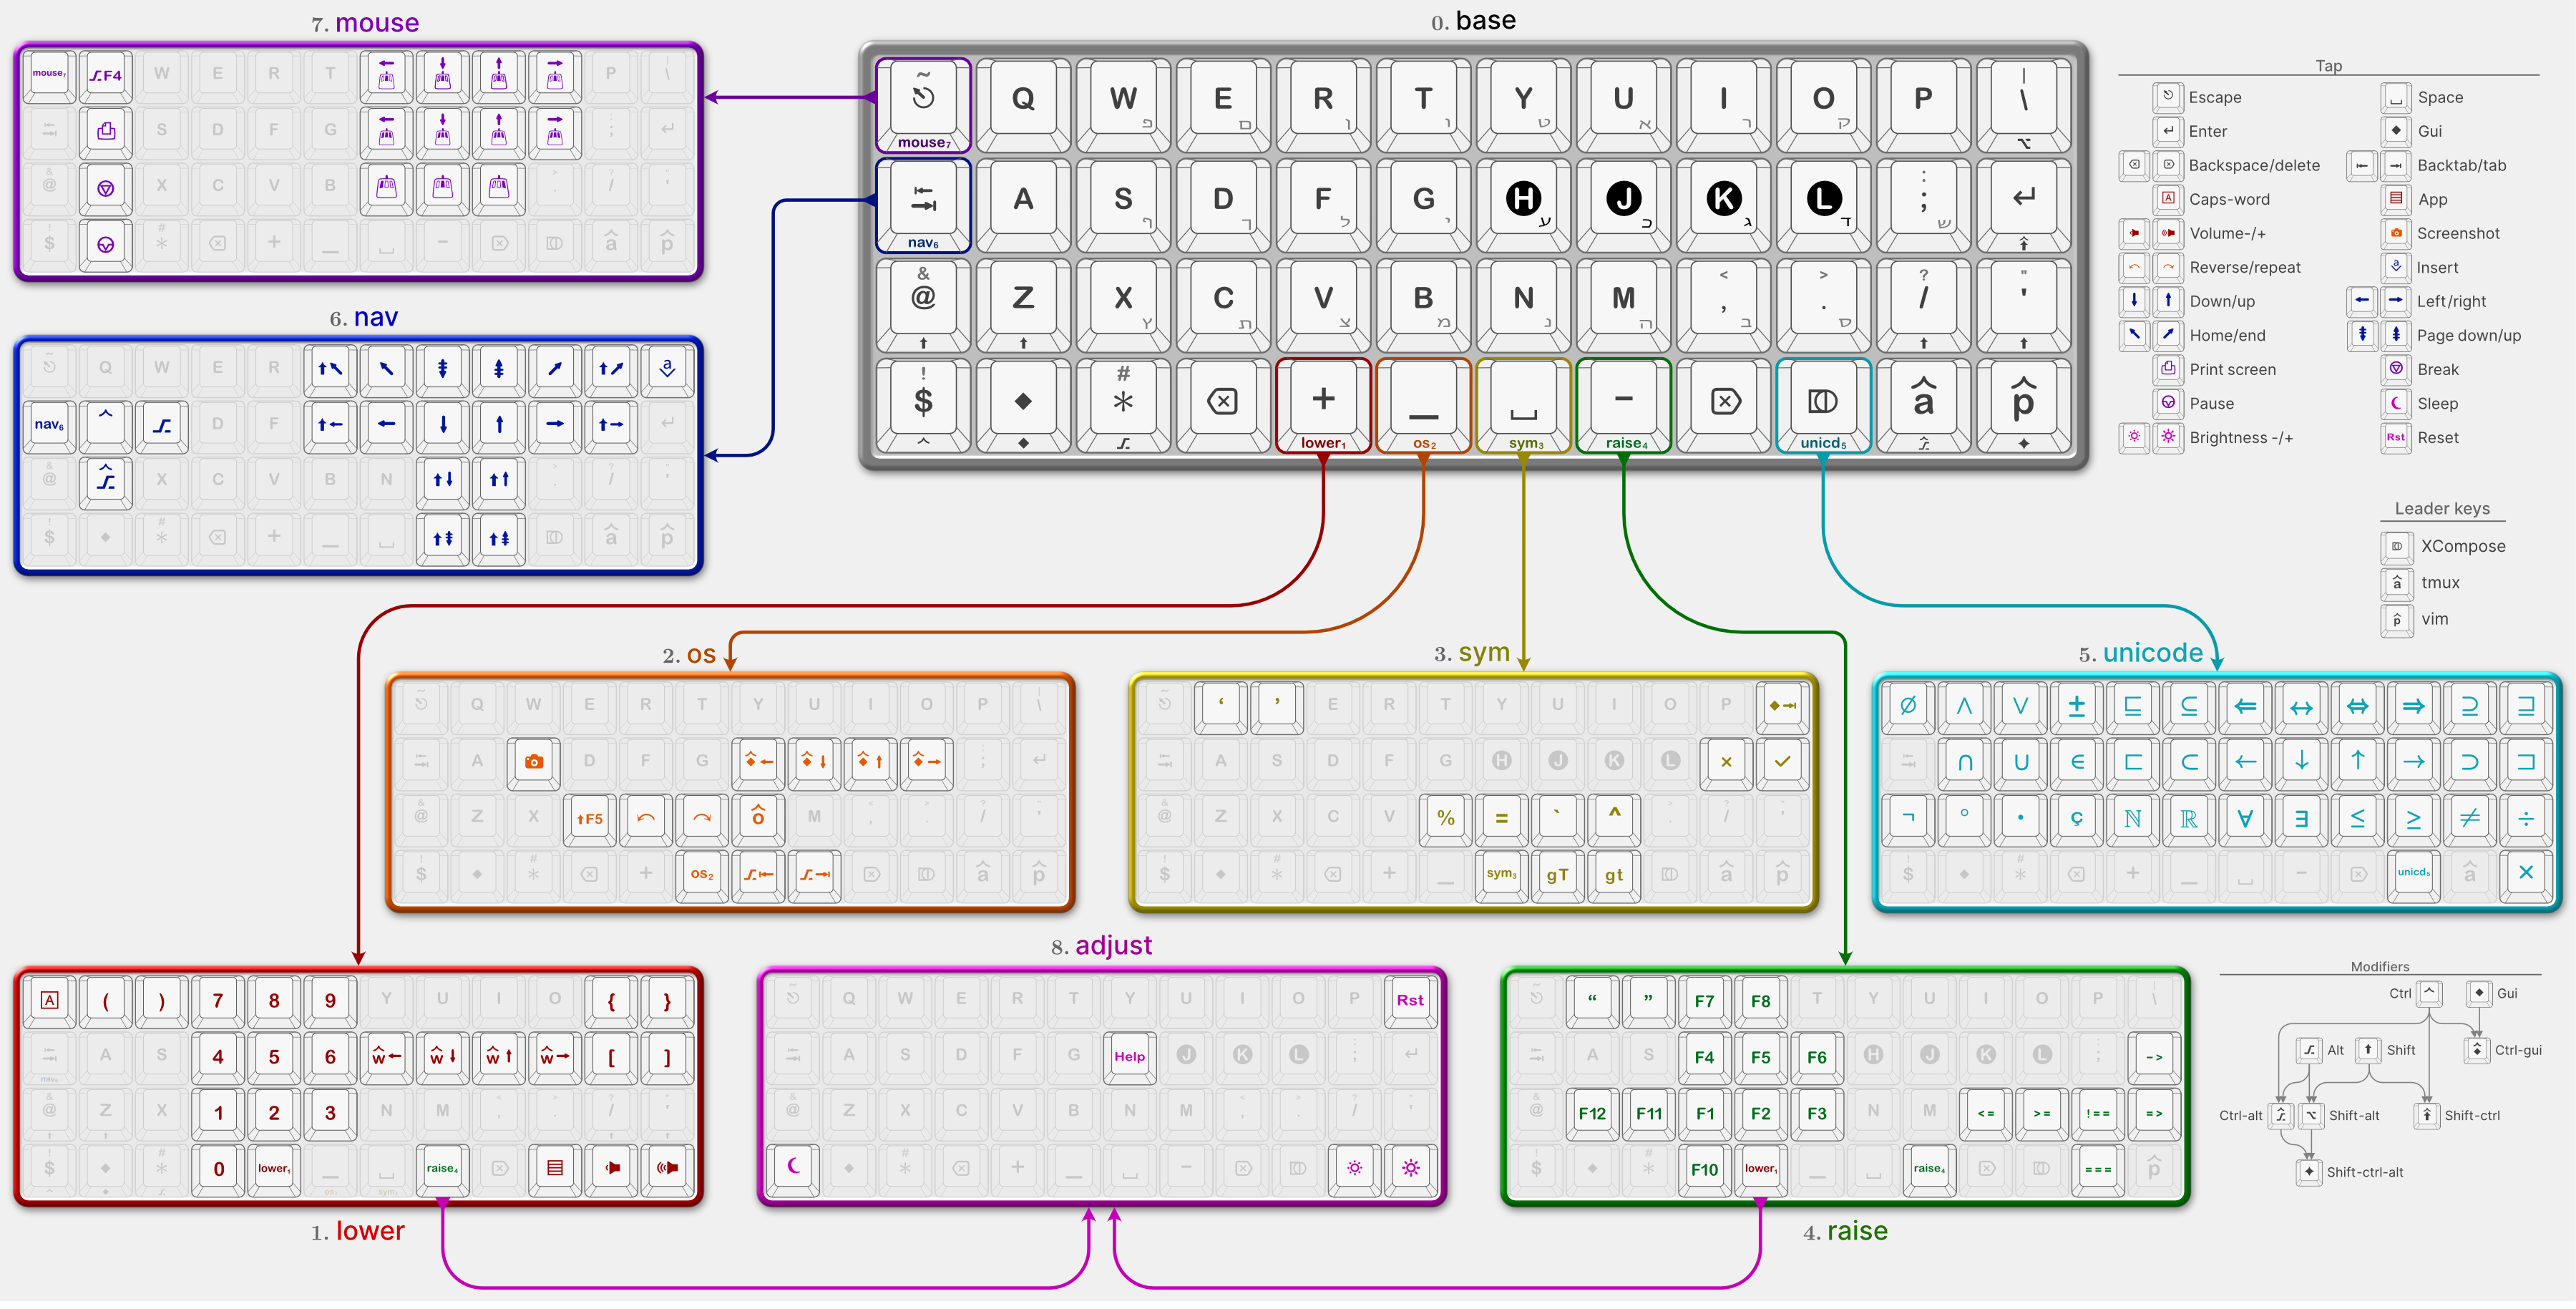 7. mouse
0. base
mouse₇ F4 W E R T P | \
S D F G : ;
& @ X C V B > . ? / " '
! $ # * + _ - â p̂
~ Q W E R T Y U I O P | \
mouse₇ פ ם ן ו ט א ר ק
A S D F G H J K L : ;
nav₆ ף ך ל י ע כ ג ד ש
& @ Z X C V B N M < , > . ? / " '
ץ ת צ מ נ ה ב ס
! $ # * + _ - â p̂
lower₁ os₂ sym₃ raise₄ unicd₅
Tap
Escape Space
Enter Gui
Backspace/delete Backtab/tab
A Caps-word App
Volume-/+ Screenshot
Reverse/repeat a Insert
Down/up Left/right
Home/end Page down/up
Print screen Break
Pause Sleep
Brightness -/+ Rst Reset
6. nav
~ Q W E R a
nav₆ D F
& @ X C V B N > . ? / " '
! $ # * + _ â p̂
Leader keys
XCompose
â tmux
p̂ vim
2. os
~ Q W E R T Y U I O P | \
A D F G : ;
& @ Z X F5 ô M < , > . ? / " '
! $ # * + os₂ â p̂
3. sym
~ ‘ ’ E R T Y U I O P
A S D F G H J K L × ✓
& @ Z X C V % = ` ^ > . ? / " '
! $ # * + _ sym₃ gT gt â p̂
5. unicode
∅ ∧ ∨ ± ⊑ ⊆ ⇐ ↔ ⇔ ⇒ ⊇ ⊒
∩ ∪ ∈ ⊏ ⊂ ← ↓ ↑ → ⊃ ⊐
¬ ° • ç ℕ ℝ ∀ ∃ ≤ ≥ ≠ ÷
! $ # * + _ - unicd₅ â ×
8. adjust
A ( ) 7 8 9 Y U I O { }
A S 4 5 6 ŵ ŵ ŵ ŵ [ ]
nav₆
& @ Z X 1 2 3 N M < , > . ? / " '
! $ # * 0 lower₁ _ raise₄
os₂ sym₃
1. lower
~ Q W E R T Y U I O P Rst
A S D F G Help J K L : ;
& @ Z X C V B N M < , > . ? / " '
! $ # * + _ -
~ “ ” F7 F8 T Y U I O P | \
A S F4 F5 F6 H J K L : ; ->
& @ F12 F11 F1 F2 F3 N M <= >= !== =>
! $ # * F10 lower₁ _ raise₄ === p̂
4. raise
Modifiers
Ctrl Gui
Alt Shift Ctrl-gui
Ctrl-alt Shift-alt Shift-ctrl
Shift-ctrl-alt